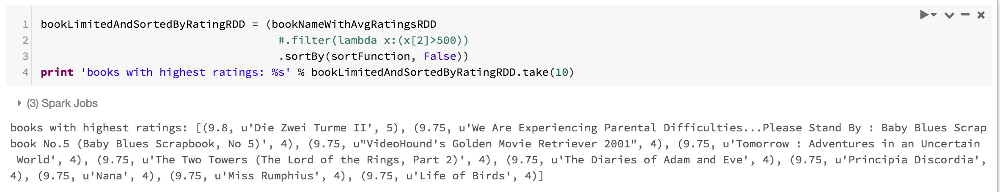 1 bookLimitedAndSortedByRatingRDD = (bookNameWithAvgRatingsRDD
2 #.filter(lambda x:(x[2]>500))
3 .sortBy(sortFunction, False))
4 print 'books with highest ratings: %s' % bookLimitedAndSortedByRatingRDD.take(10)
(3) Spark Jobs
books with highest ratings: [(9.8, u'Die Zwei Turme II', 5), (9.75, u'We Are Experiencing Parental Difficulties...Please Stand By : Baby Blues Scrap
book No.5 (Baby Blues Scrapbook, No 5)', 4), (9.75, u"VideoHound's Golden Movie Retriever 2001", 4), (9.75, u'Tomorrow : Adventures in an Uncertain
World', 4), (9.75, u'The Two Towers (The Lord of the Rings, Part 2)', 4), (9.75, u'The Diaries of Adam and Eve', 4), (9.75, u'Principia Discordia',
4), (9.75, u'Nana', 4), (9.75, u'Miss Rumphius', 4), (9.75, u'Life of Birds', 4)]